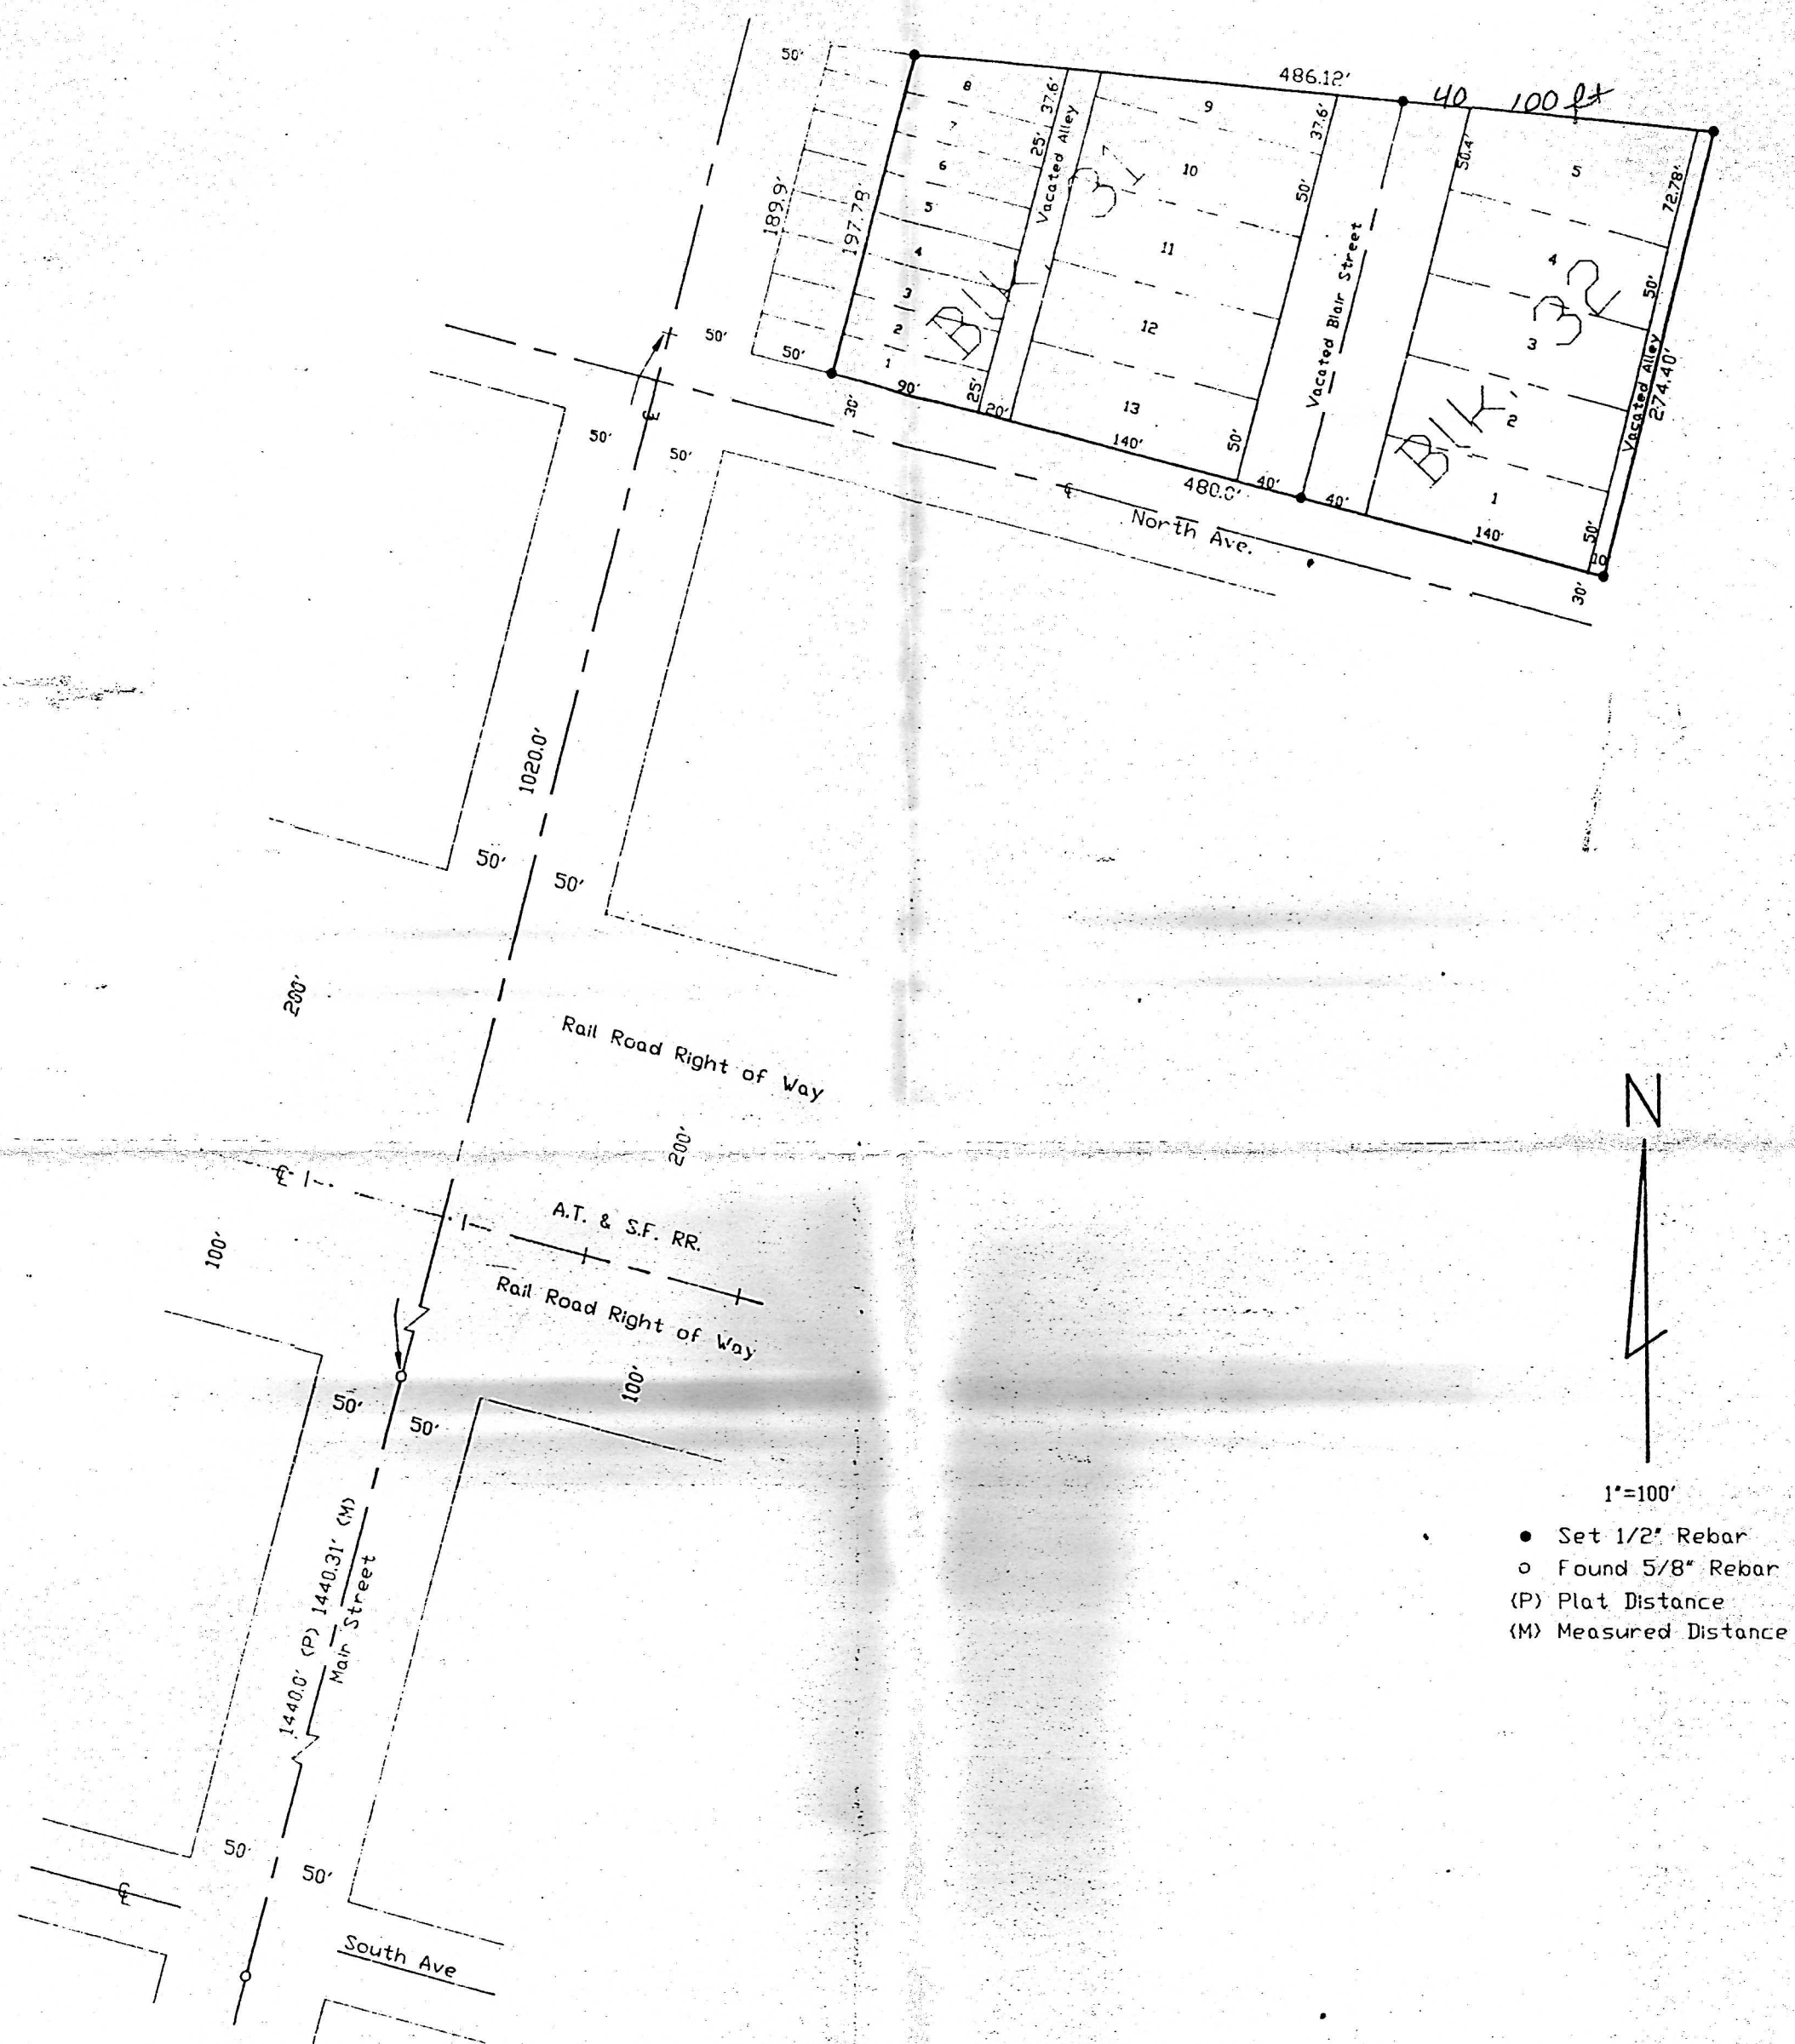 50' 486.12' 40 100 ft
8 37.6' 9 37.6' 50.4' 5
7 25' Vacated Alley 37 10 72.78'
6 50'
189.9' 197.78' 5 11 Vacated Blair Street 4 32
4 50'
3 Blk. 12 3 Vacated Alley
50' 2 Blk. 2 274.40'
50' 1 13 1
30' 90' 25' 20' 140' 50' 50'
50' 480.0' 40' 40' 140' 10
50' ℄ North Ave. 30'
1020.0'
50'
50'
200'
Rail Road Right of Way
200'
℄
A.T. & S.F. RR.
100'
Rail Road Right of Way
100'
50'
50'
1440.0' (P) 1440.31' (M)
Main Street
50'
50'
℄
South Ave
N
1"=100'
Set 1/2" Rebar
Found 5/8" Rebar
(P) Plat Distance
(M) Measured Distance